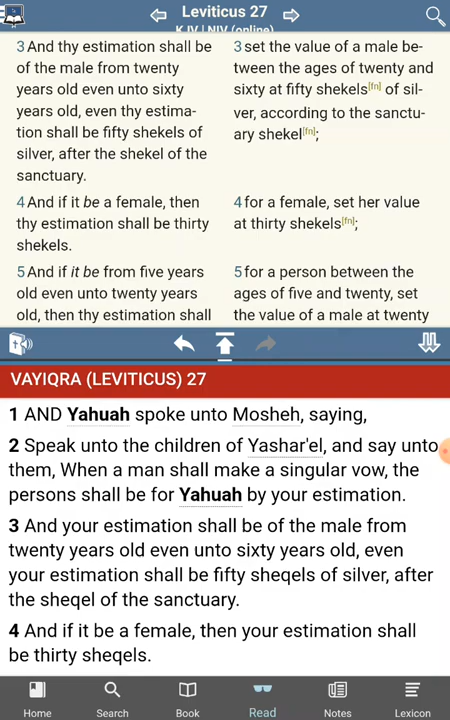 Leviticus 27
KJV | NIV (online)
3 And thy estimation shall be
of the male from twenty
years old even unto sixty
years old, even thy estima-
tion shall be fifty shekels of
silver, after the shekel of the
sanctuary.
4 And if it be a female, then
thy estimation shall be thirty
shekels.
5 And if it be from five years
old even unto twenty years
old, then thy estimation shall
3 set the value of a male be-
tween the ages of twenty and
sixty at fifty shekels[fn] of sil-
ver, according to the sanctu-
ary shekel[fn];
4 for a female, set her value
at thirty shekels[fn];
5 for a person between the
ages of five and twenty, set
the value of a male at twenty
VAYIQRA (LEVITICUS) 27
1 AND Yahuah spoke unto Mosheh, saying,
2 Speak unto the children of Yashar'el, and say unto
them, When a man shall make a singular vow, the
persons shall be for Yahuah by your estimation.
3 And your estimation shall be of the male from
twenty years old even unto sixty years old, even
your estimation shall be fifty sheqels of silver, after
the sheqel of the sanctuary.
4 And if it be a female, then your estimation shall
be thirty sheqels.
Home
Search
Book
Read
Notes
Lexicon